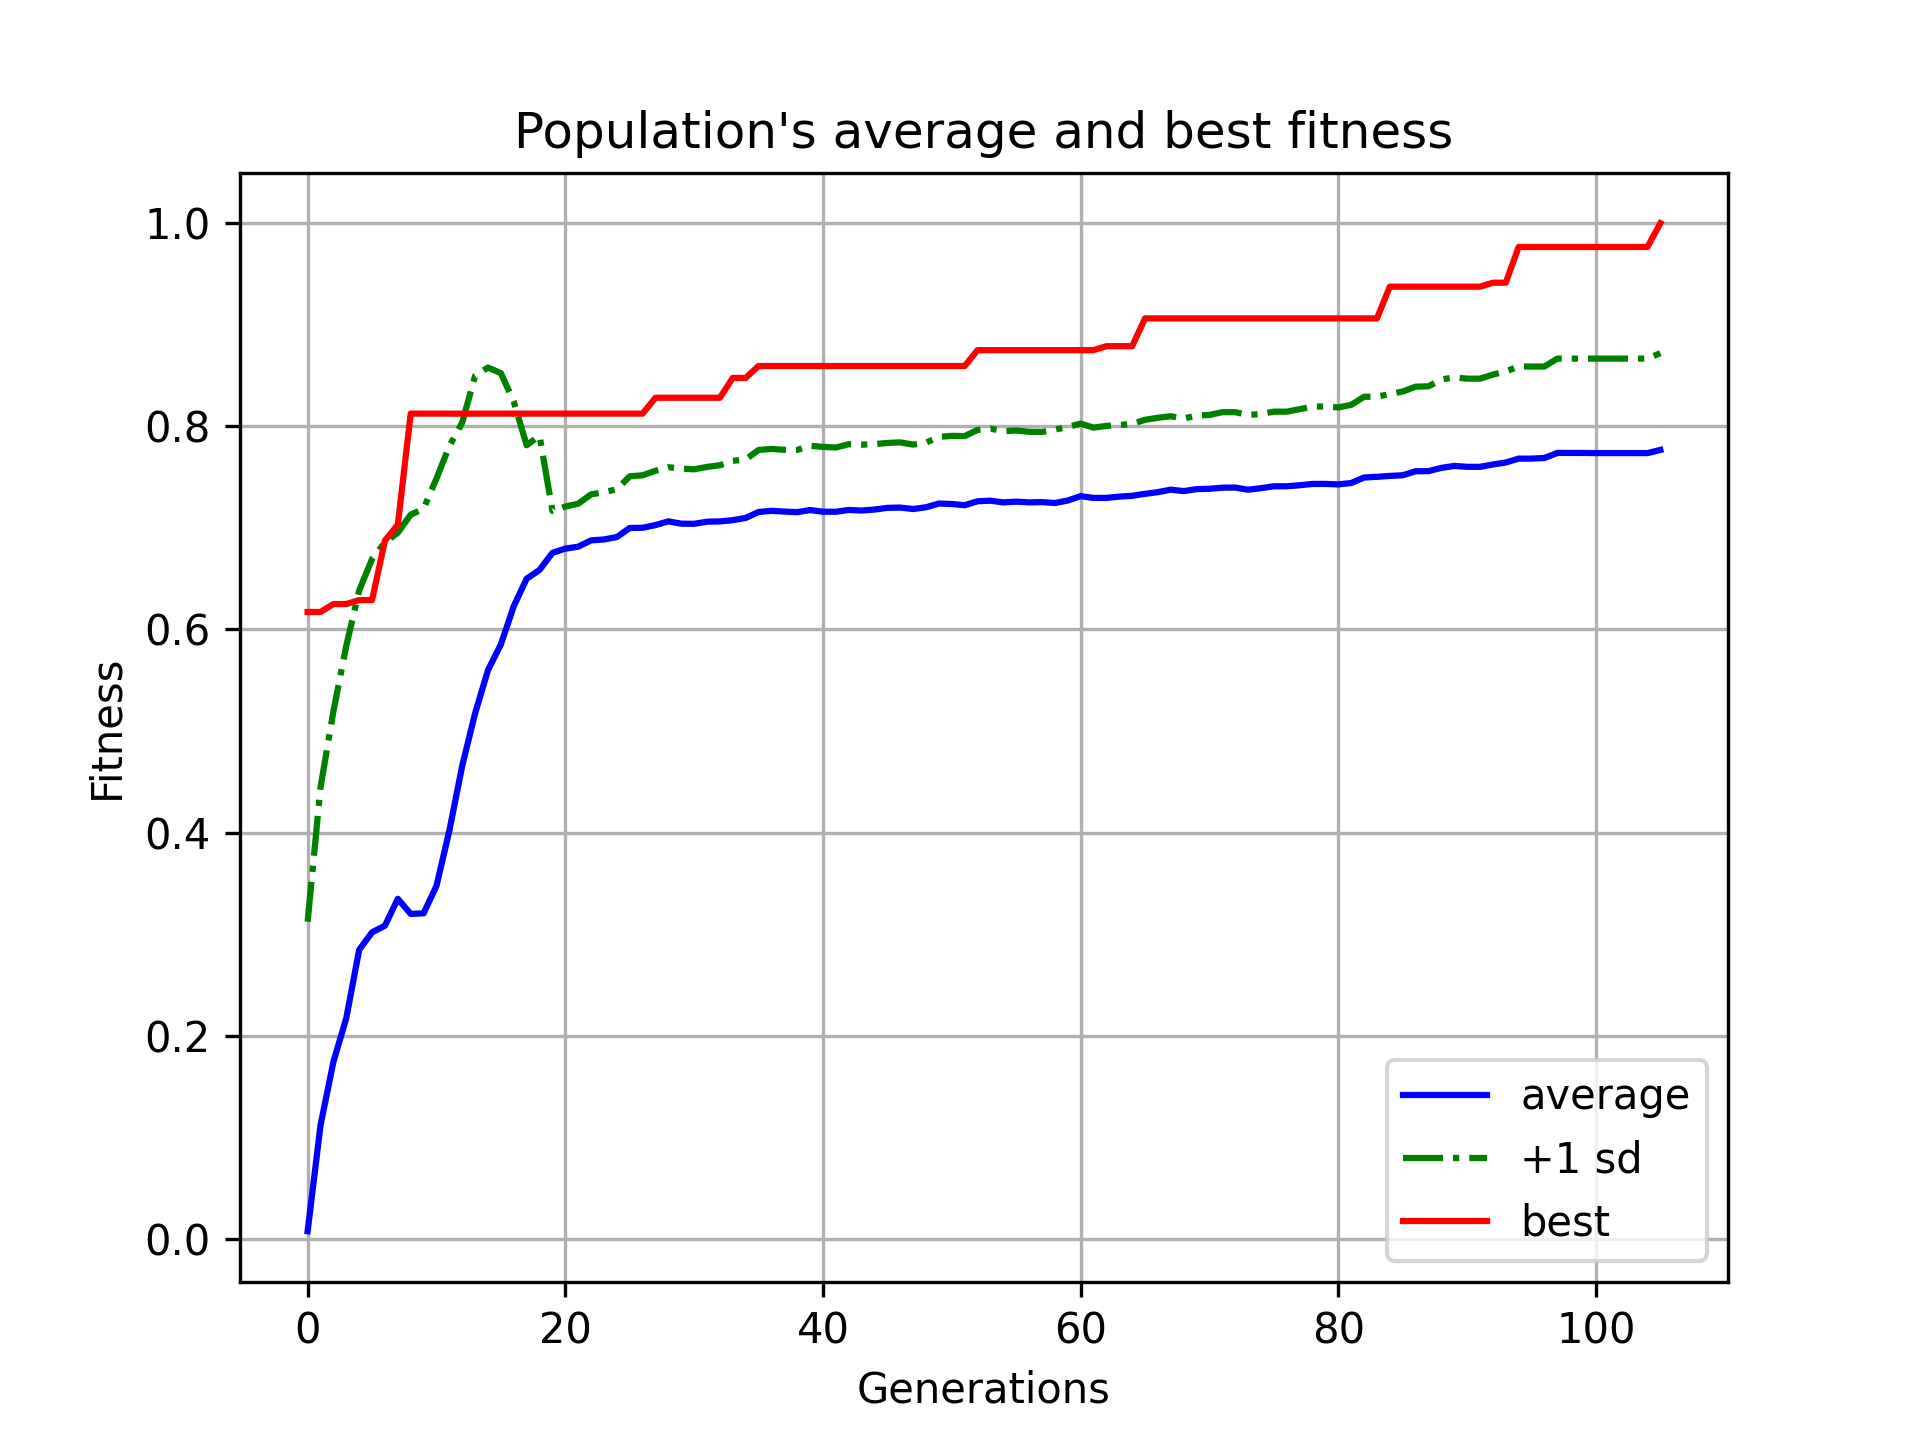 Population's average and best fitness
1.0
0.8
0.6
0.4
0.2
0.0
Fitness
average
+1 sd
best
0 20 40 60 80 100
Generations